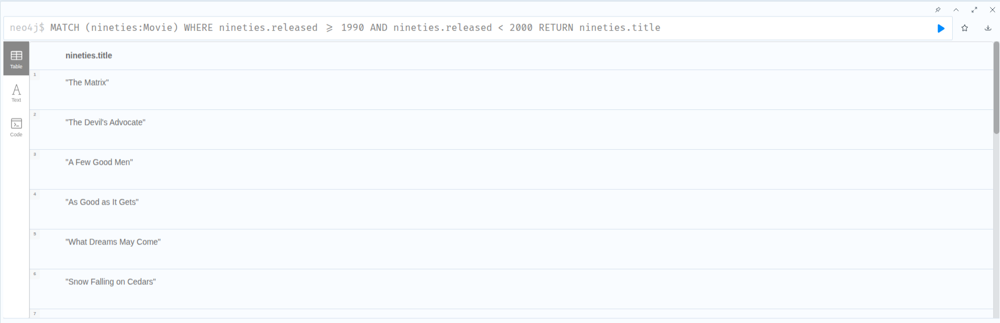 neo4j$ MATCH (nineties:Movie) WHERE nineties.released ≥ 1990 AND nineties.released < 2000 RETURN nineties.title
Table
Text
Code
nineties.title
1
"The Matrix"
2
"The Devil's Advocate"
3
"A Few Good Men"
4
"As Good as It Gets"
5
"What Dreams May Come"
6
"Snow Falling on Cedars"
7